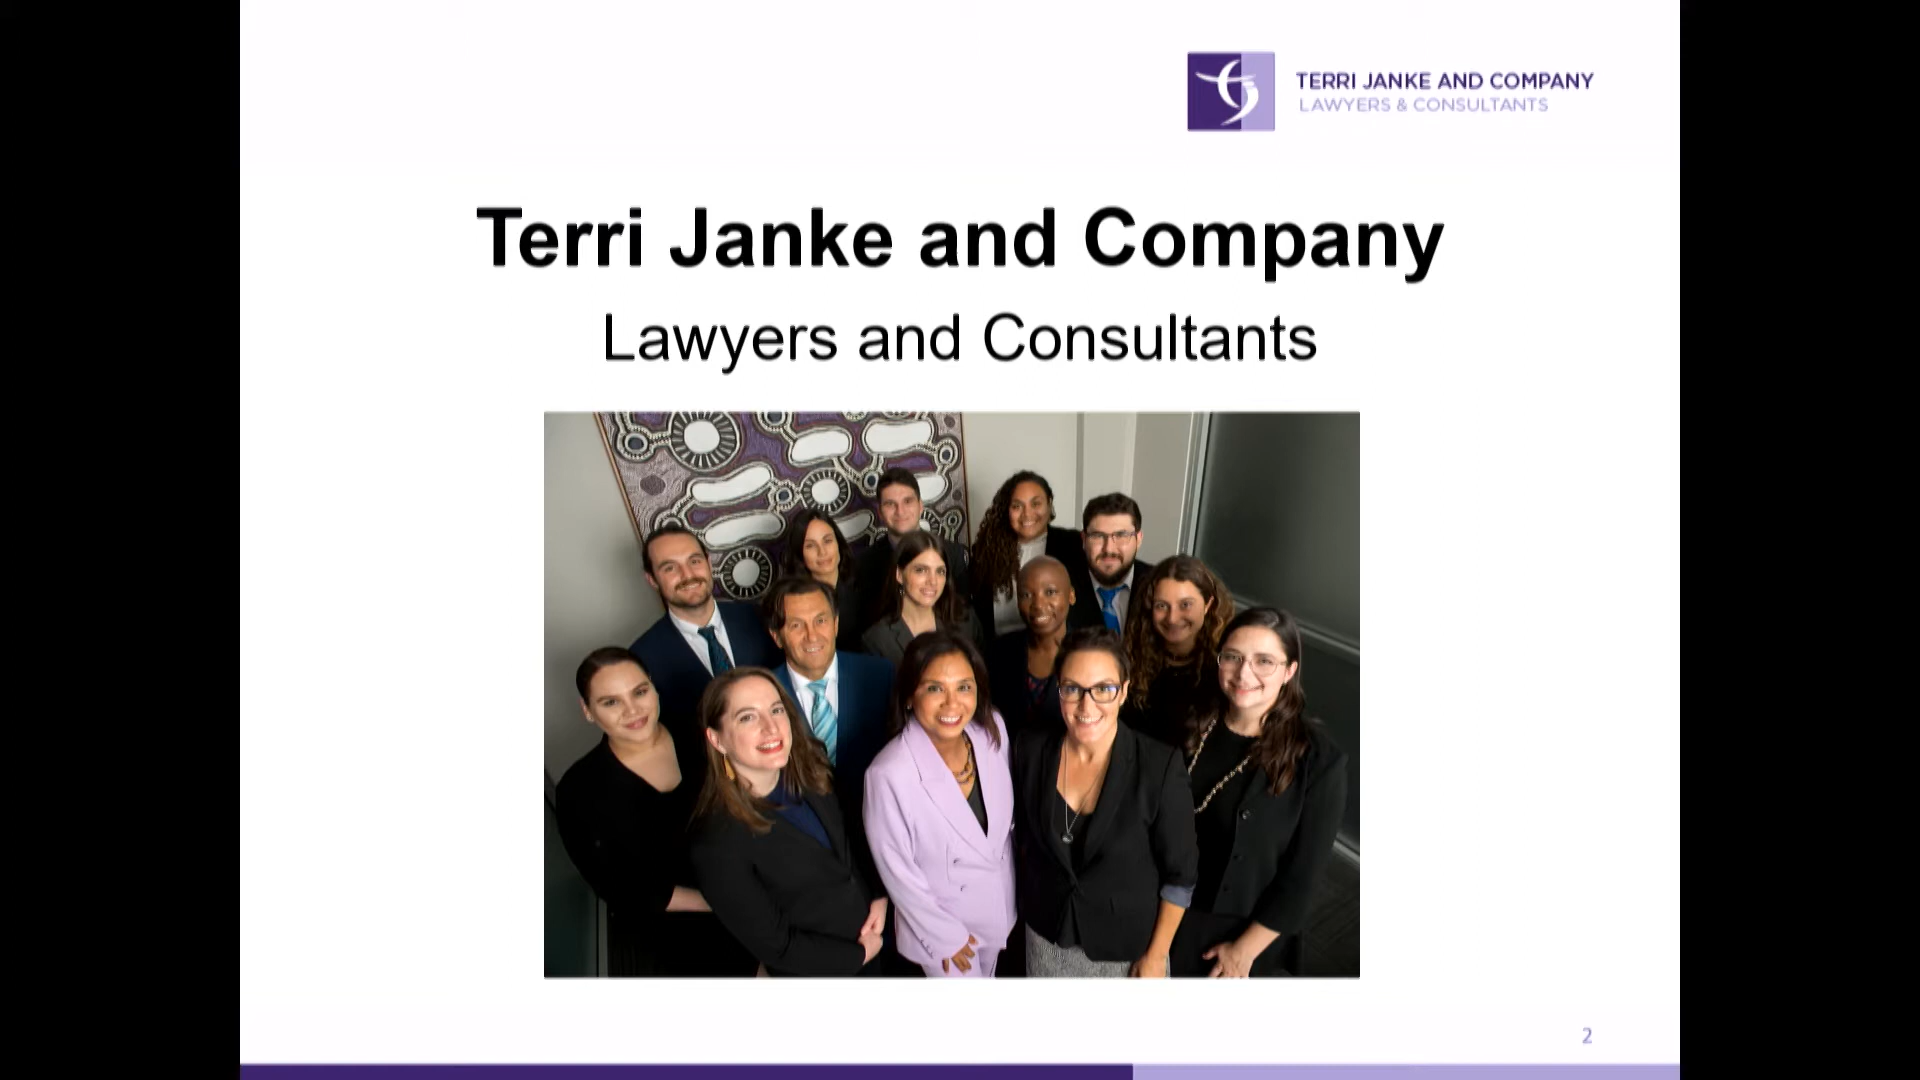 TERRI JANKE AND COMPANY
LAWYERS & CONSULTANTS
Terri Janke and Company
Lawyers and Consultants
2